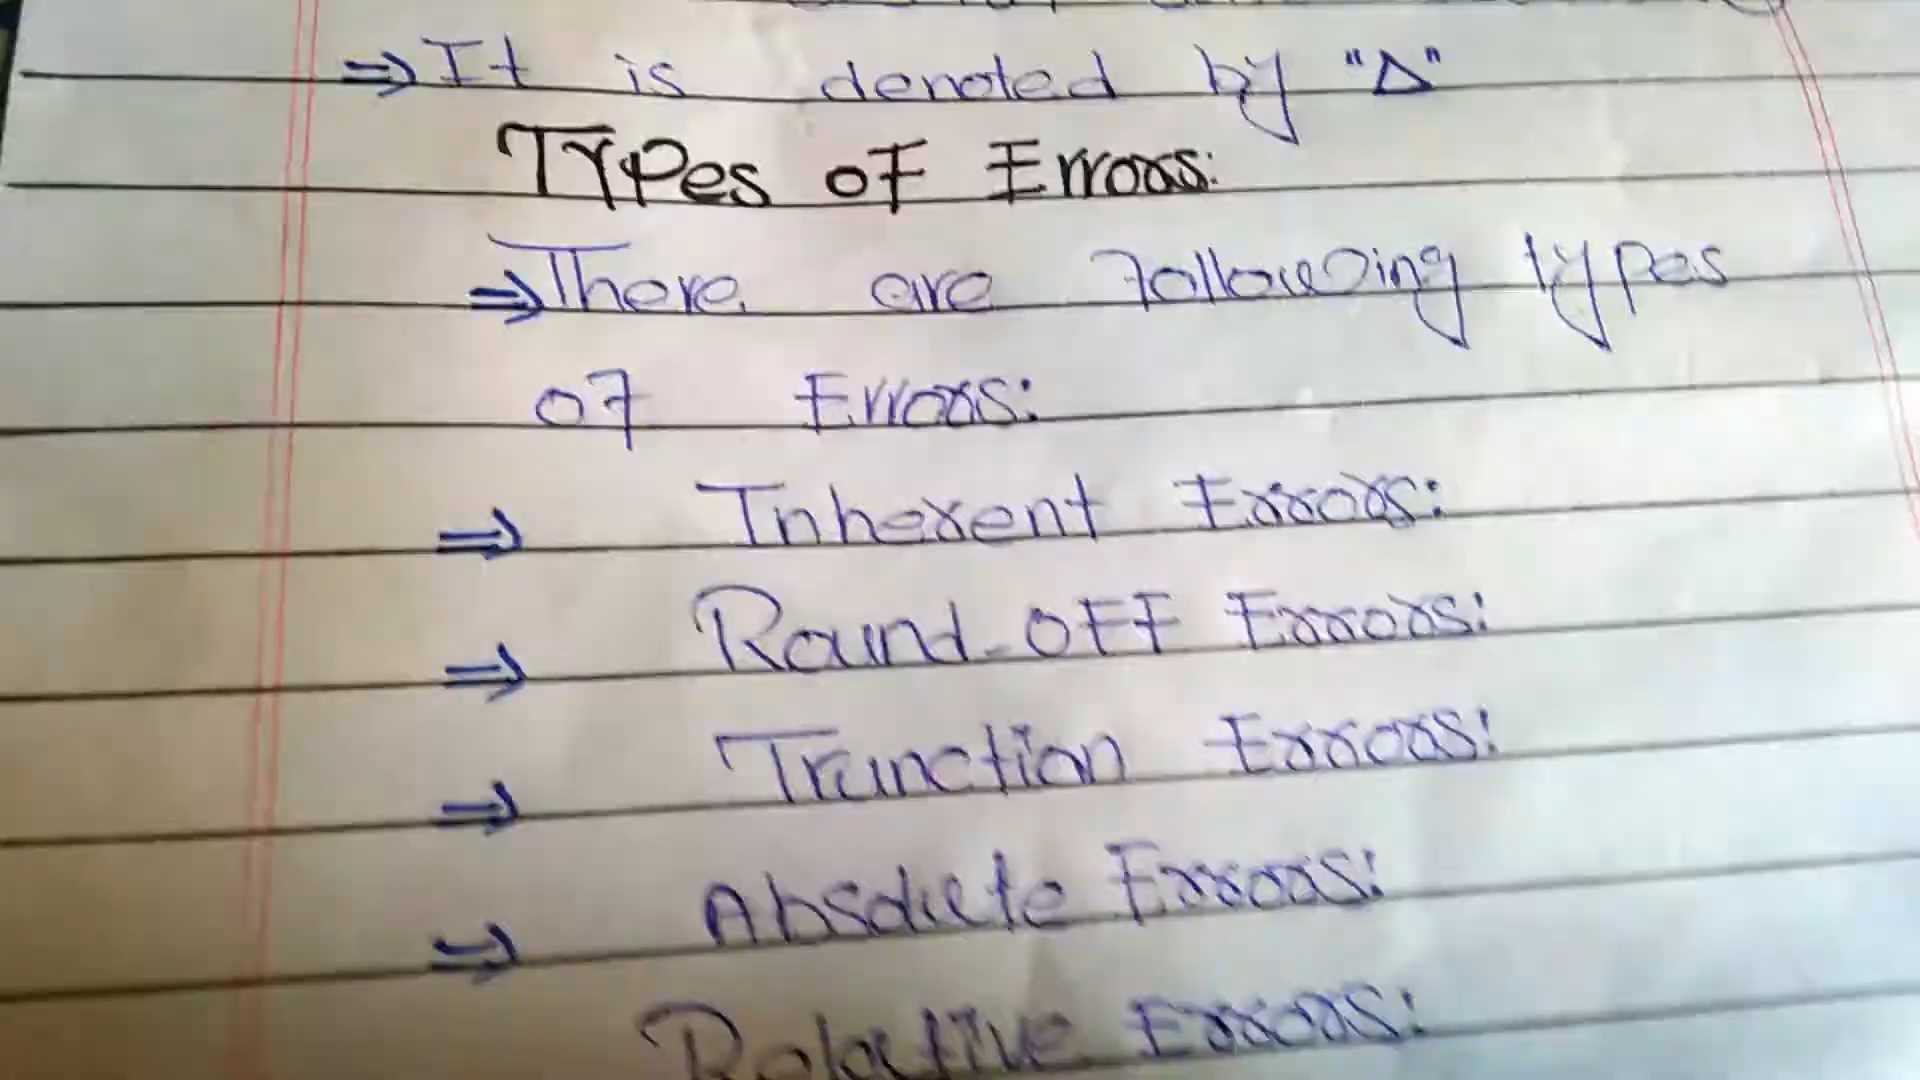 ⇒ It is denoted by "Δ"
Types of Errors:
⇒ There are following types
of Errors:
⇒ Inherent Errors:
⇒ Round-off Errors:
⇒ Trunction Errors:
⇒ Absolute Errors:
Relative Errors: